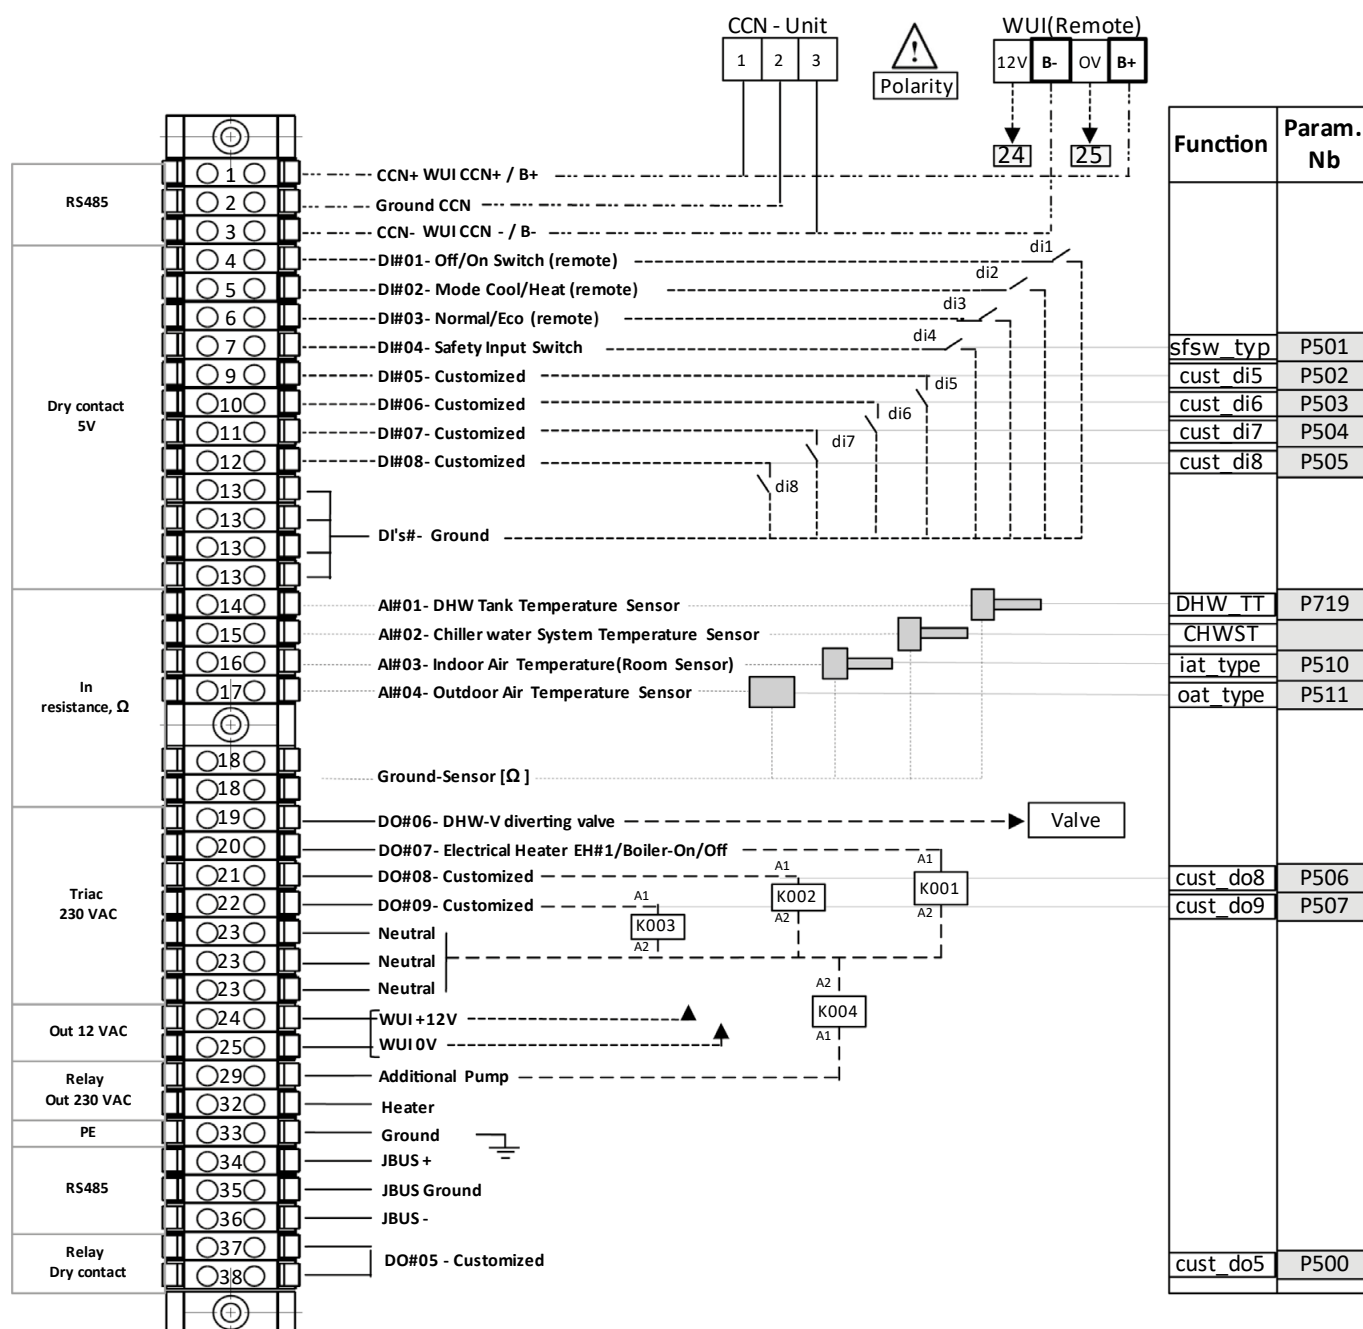 CCN - Unit
WUI(Remote)
1 2 3
12V B- OV B+
!
Polarity
24 25
Function Param. Nb
RS485
1 CCN+ WUI CCN+ / B+
2 Ground CCN
3 CCN- WUI CCN - / B-
Dry contact
5V
4 DI#01- Off/On Switch (remote) di1
5 DI#02- Mode Cool/Heat (remote) di2
6 DI#03- Normal/Eco (remote) di3
7 DI#04- Safety Input Switch di4 sfsw_typ P501
9 DI#05- Customized di5 cust_di5 P502
10 DI#06- Customized di6 cust_di6 P503
11 DI#07- Customized di7 cust_di7 P504
12 DI#08- Customized di8 cust_di8 P505
13
13
DI's#- Ground
13
13
In
resistance, Ω
14 AI#01- DHW Tank Temperature Sensor DHW_TT P719
15 AI#02- Chiller water System Temperature Sensor CHWST
16 AI#03- Indoor Air Temperature(Room Sensor) iat_type P510
17 AI#04- Outdoor Air Temperature Sensor oat_type P511
18
18 Ground-Sensor [Ω ]
Triac
230 VAC
19 DO#06- DHW-V diverting valve Valve
20 DO#07- Electrical Heater EH#1/Boiler-On/Off A1 K001 A2
21 DO#08- Customized A1 K002 A2 cust_do8 P506
22 DO#09- Customized A1 K003 A2 cust_do9 P507
23 Neutral
23 Neutral
23 Neutral
A2 K004 A1
Out 12 VAC
24 WUI +12V
25 WUI 0V
Relay
Out 230 VAC
29 Additional Pump
32 Heater
PE
33 Ground
RS485
34 JBUS +
35 JBUS Ground
36 JBUS -
Relay
Dry contact
37
38 DO#05 - Customized cust_do5 P500